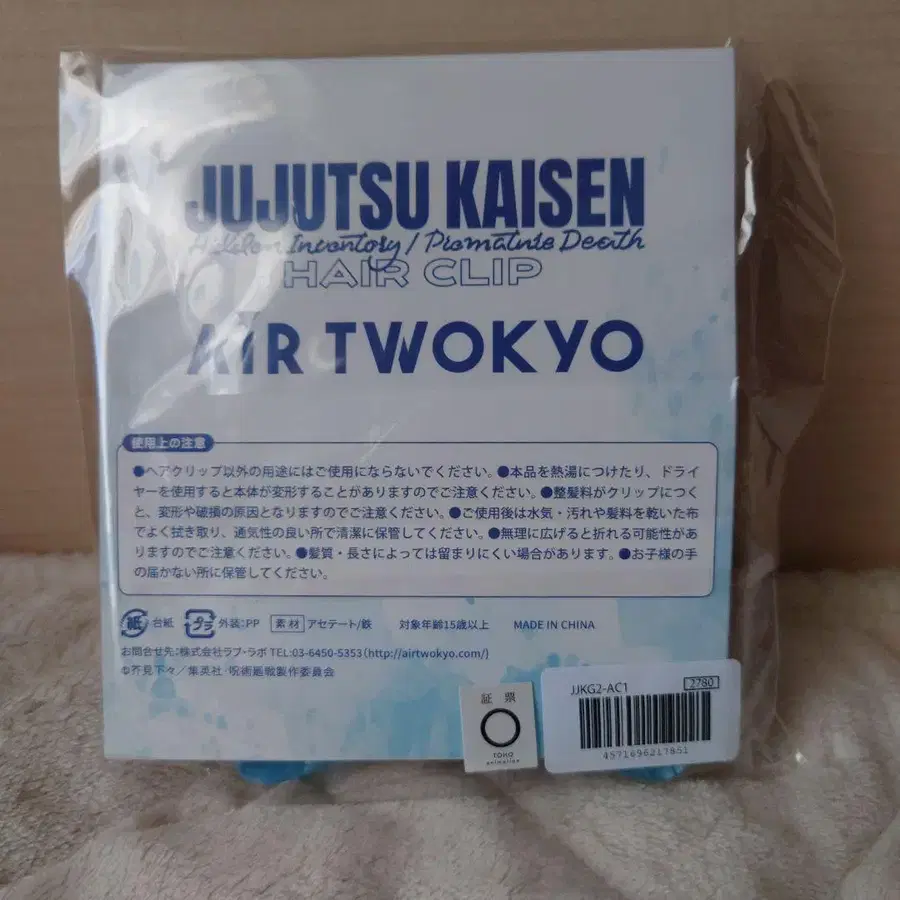 JUJUTSU KAISEN
Hidden Inventory / Premature Death
HAIR CLIP
AIR TWOKYO
使用上の注意
●ヘアクリップ以外の用途にはご使用にならないでください。●本品を熱湯につけたり、ドライ
ヤーを使用すると本体が変形することがありますのでご注意ください。●整髪料がクリップにつく
と、変形や破損の原因となりますのでご注意ください。●ご使用後は水気・汚れや髪料を乾いた布
でよく拭き取り、通気性の良い所で清潔に保管してください。●無理に広げると折れる可能性があ
りますのでご注意ください。●髪質・長さによっては留まりにくい場合があります。●お子様の手
の届かない所に保管してください。
紙 台紙 プラ 外装:PP 素材 アセテート/鉄 対象年齢15歳以上 MADE IN CHINA
お問合せ先:株式会社ラブ・ラボ TEL:03-6450-5353(http://airtwokyo.com/)
©芥見下々/集英社・呪術廻戦製作委員会
証票
TOHO
animation
JJKG2-AC1 2780
4571696217851